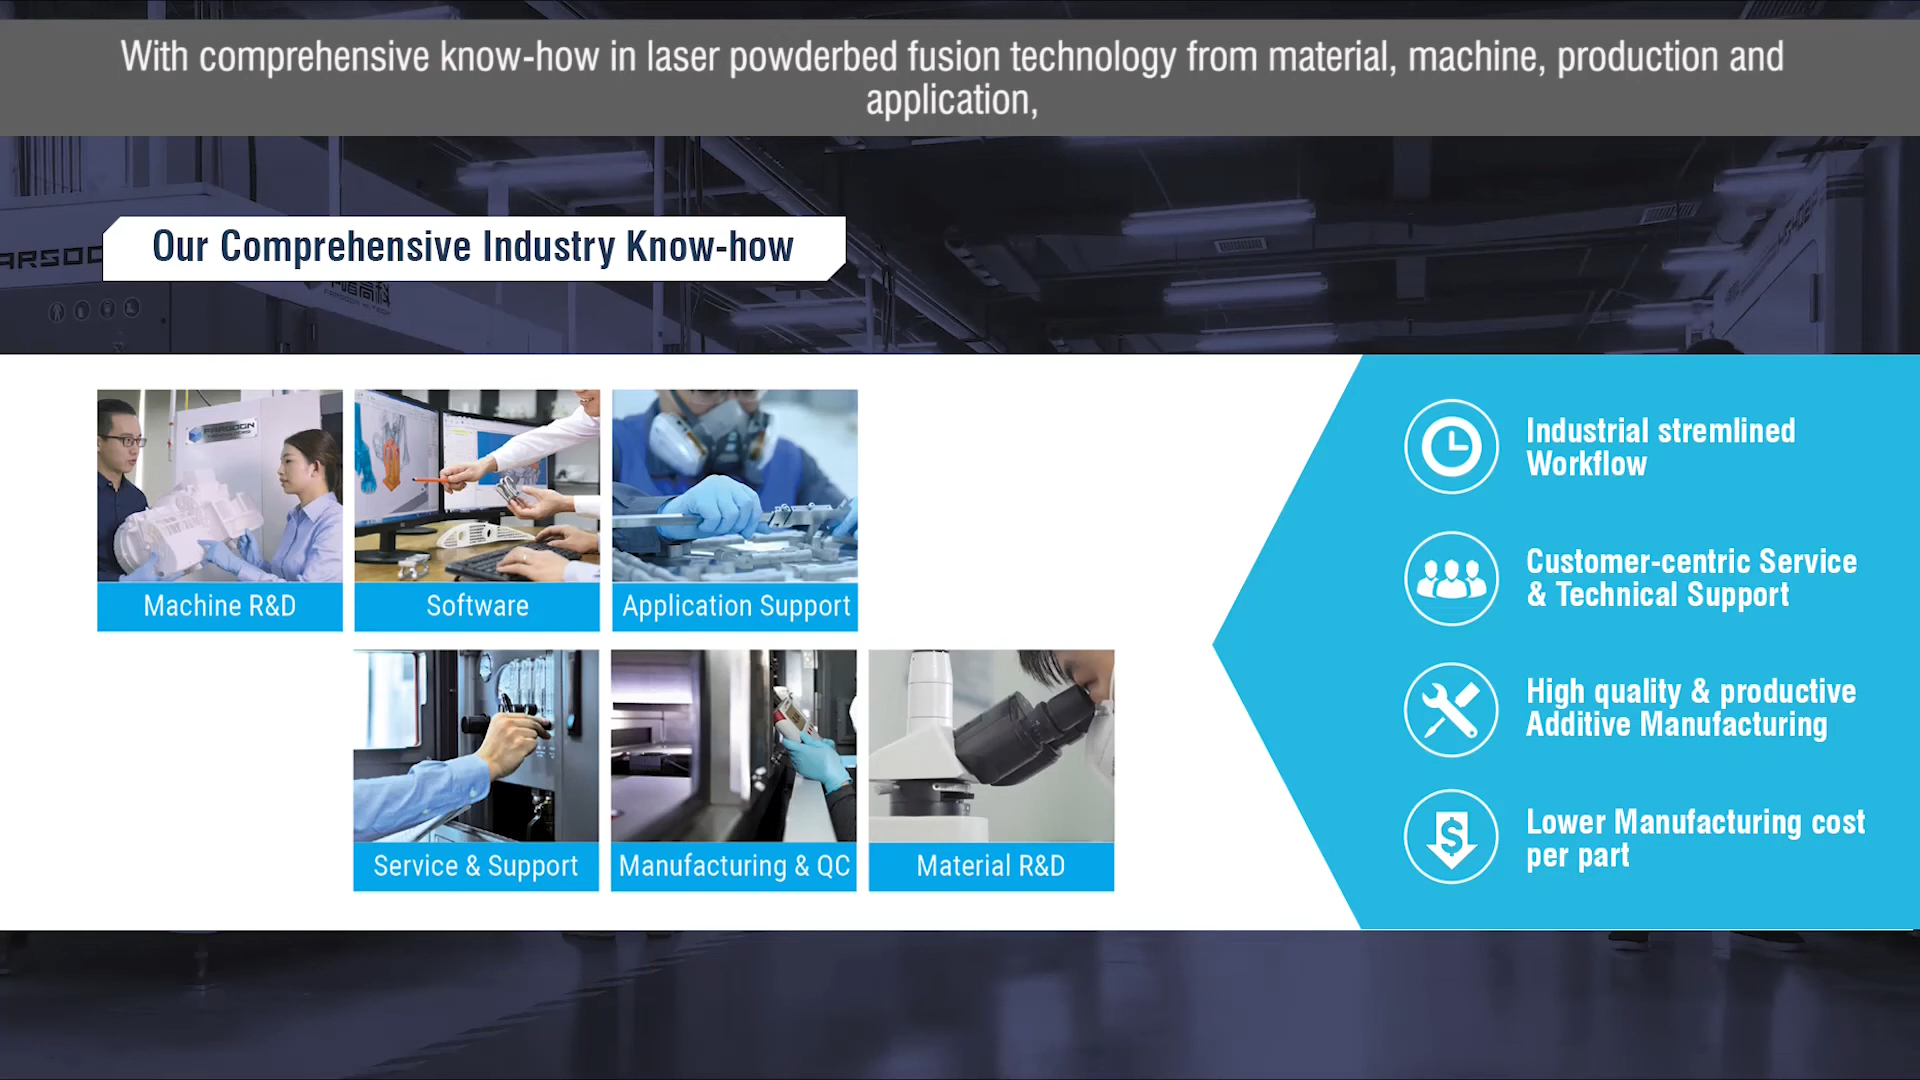 With comprehensive know-how in laser powderbed fusion technology from material, machine, production and
application,
Our Comprehensive Industry Know-how
ARSOO
FARSOON
Machine R&D
Software
Application Support
Service & Support
Manufacturing & QC
Material R&D
Industrial stremlined
Workflow
Customer-centric Service
& Technical Support
High quality & productive
Additive Manufacturing
Lower Manufacturing cost
per part